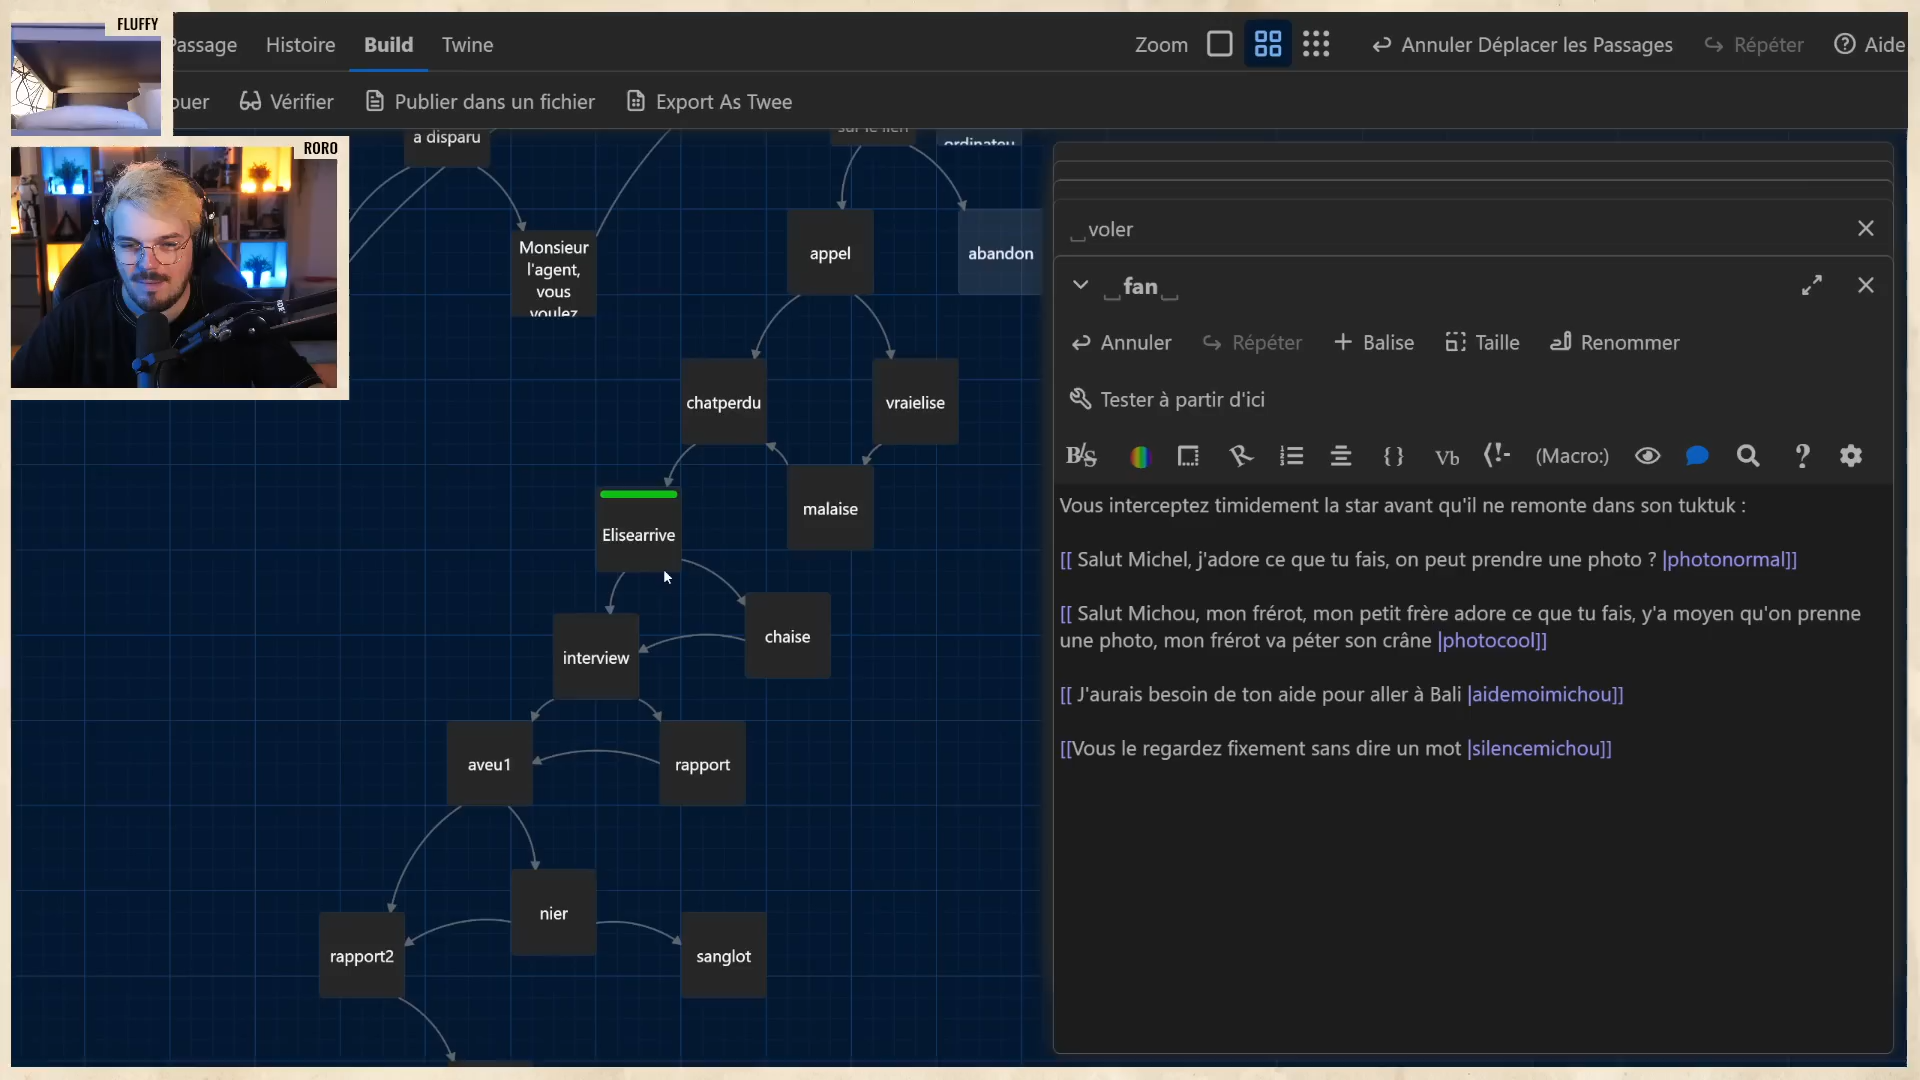 FLUFFY
Passage
Histoire
Build
Twine
Zoom
Annuler Déplacer les Passages
Répéter
Aide
ouer
Vérifier
Publier dans un fichier
Export As Twee
RORO
a disparu
sur le lien
ordinateu
Monsieur
l'agent,
vous
voulez
appel
abandon
chatperdu
vraielise
malaise
Elisearrive
chaise
interview
aveu1
rapport
nier
rapport2
sanglot
voler
fan
Annuler
Répéter
Balise
Taille
Renommer
Tester à partir d'ici
(Macro:)
Vous interceptez timidement la star avant qu'il ne remonte dans son tuktuk :
[[ Salut Michel, j'adore ce que tu fais, on peut prendre une photo ? |photonormal]]
[[ Salut Michou, mon frérot, mon petit frère adore ce que tu fais, y'a moyen qu'on prenne
une photo, mon frérot va péter son crâne |photocool]]
[[ J'aurais besoin de ton aide pour aller à Bali |aidemoimichou]]
[[Vous le regardez fixement sans dire un mot |silencemichou]]